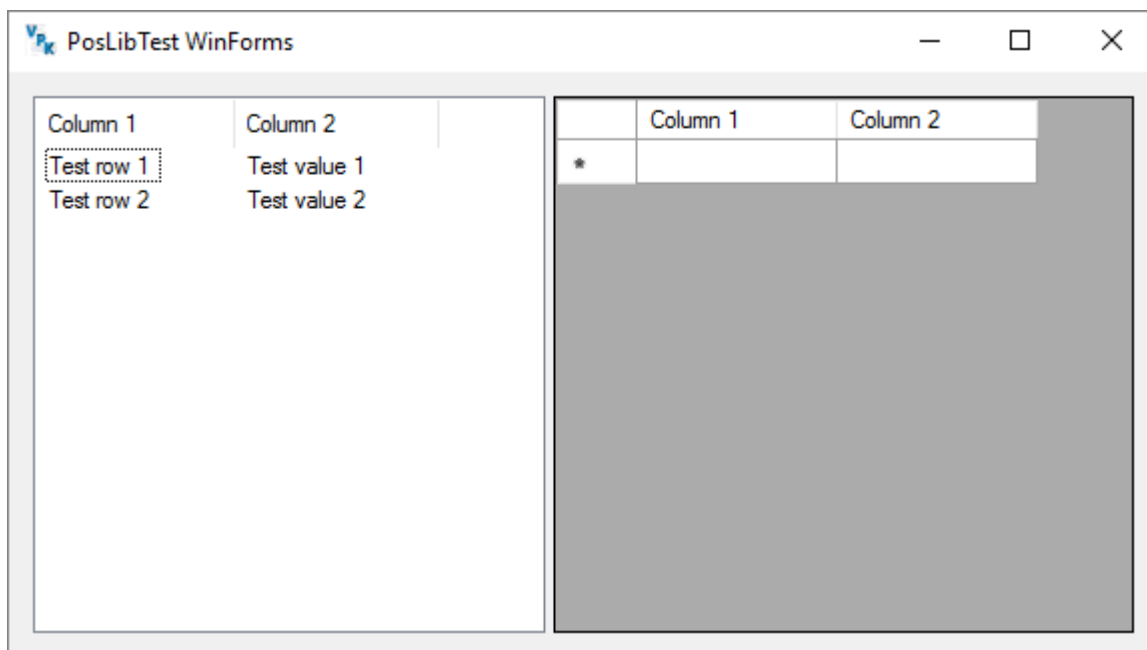 VPK PosLibTest WinForms
Column 1 Column 2
Test row 1 Test value 1
Test row 2 Test value 2
Column 1 Column 2
*